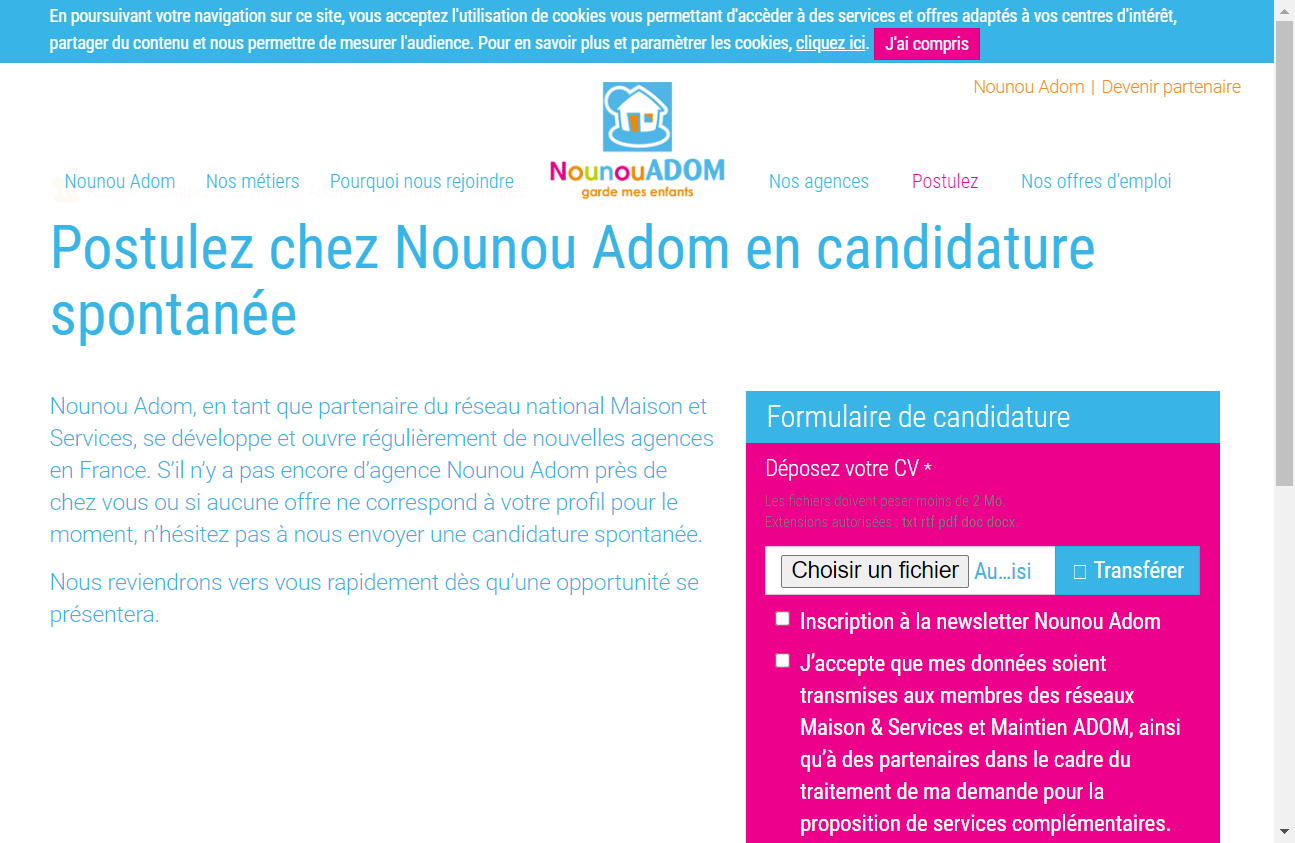 En poursuivant votre navigation sur ce site, vous acceptez l'utilisation de cookies vous permettant d'accèder à des services et offres adaptés à vos centres d'intérêt,
partager du contenu et nous permettre de mesurer l'audience. Pour en savoir plus et paramètrer les cookies, cliquez ici. J'ai compris
Nounou Adom | Devenir partenaire
NounouADOM
garde mes enfants
Nounou Adom Nos métiers Pourquoi nous rejoindre Nos agences Postulez Nos offres d'emploi
Postulez chez Nounou Adom en candidature
spontanée
Nounou Adom, en tant que partenaire du réseau national Maison et
Services, se développe et ouvre régulièrement de nouvelles agences
en France. S’il n’y a pas encore d’agence Nounou Adom près de
chez vous ou si aucune offre ne correspond à votre profil pour le
moment, n’hésitez pas à nous envoyer une candidature spontanée.
Nous reviendrons vers vous rapidement dès qu’une opportunité se
présentera.
Formulaire de candidature
Déposez votre CV *
Les fichiers doivent peser moins de 2 Mo.
Extensions autorisées : txt rtf pdf doc docx.
Choisir un fichier Au…isi Transférer
Inscription à la newsletter Nounou Adom
J’accepte que mes données soient
transmises aux membres des réseaux
Maison & Services et Maintien ADOM, ainsi
qu’à des partenaires dans le cadre du
traitement de ma demande pour la
proposition de services complémentaires.